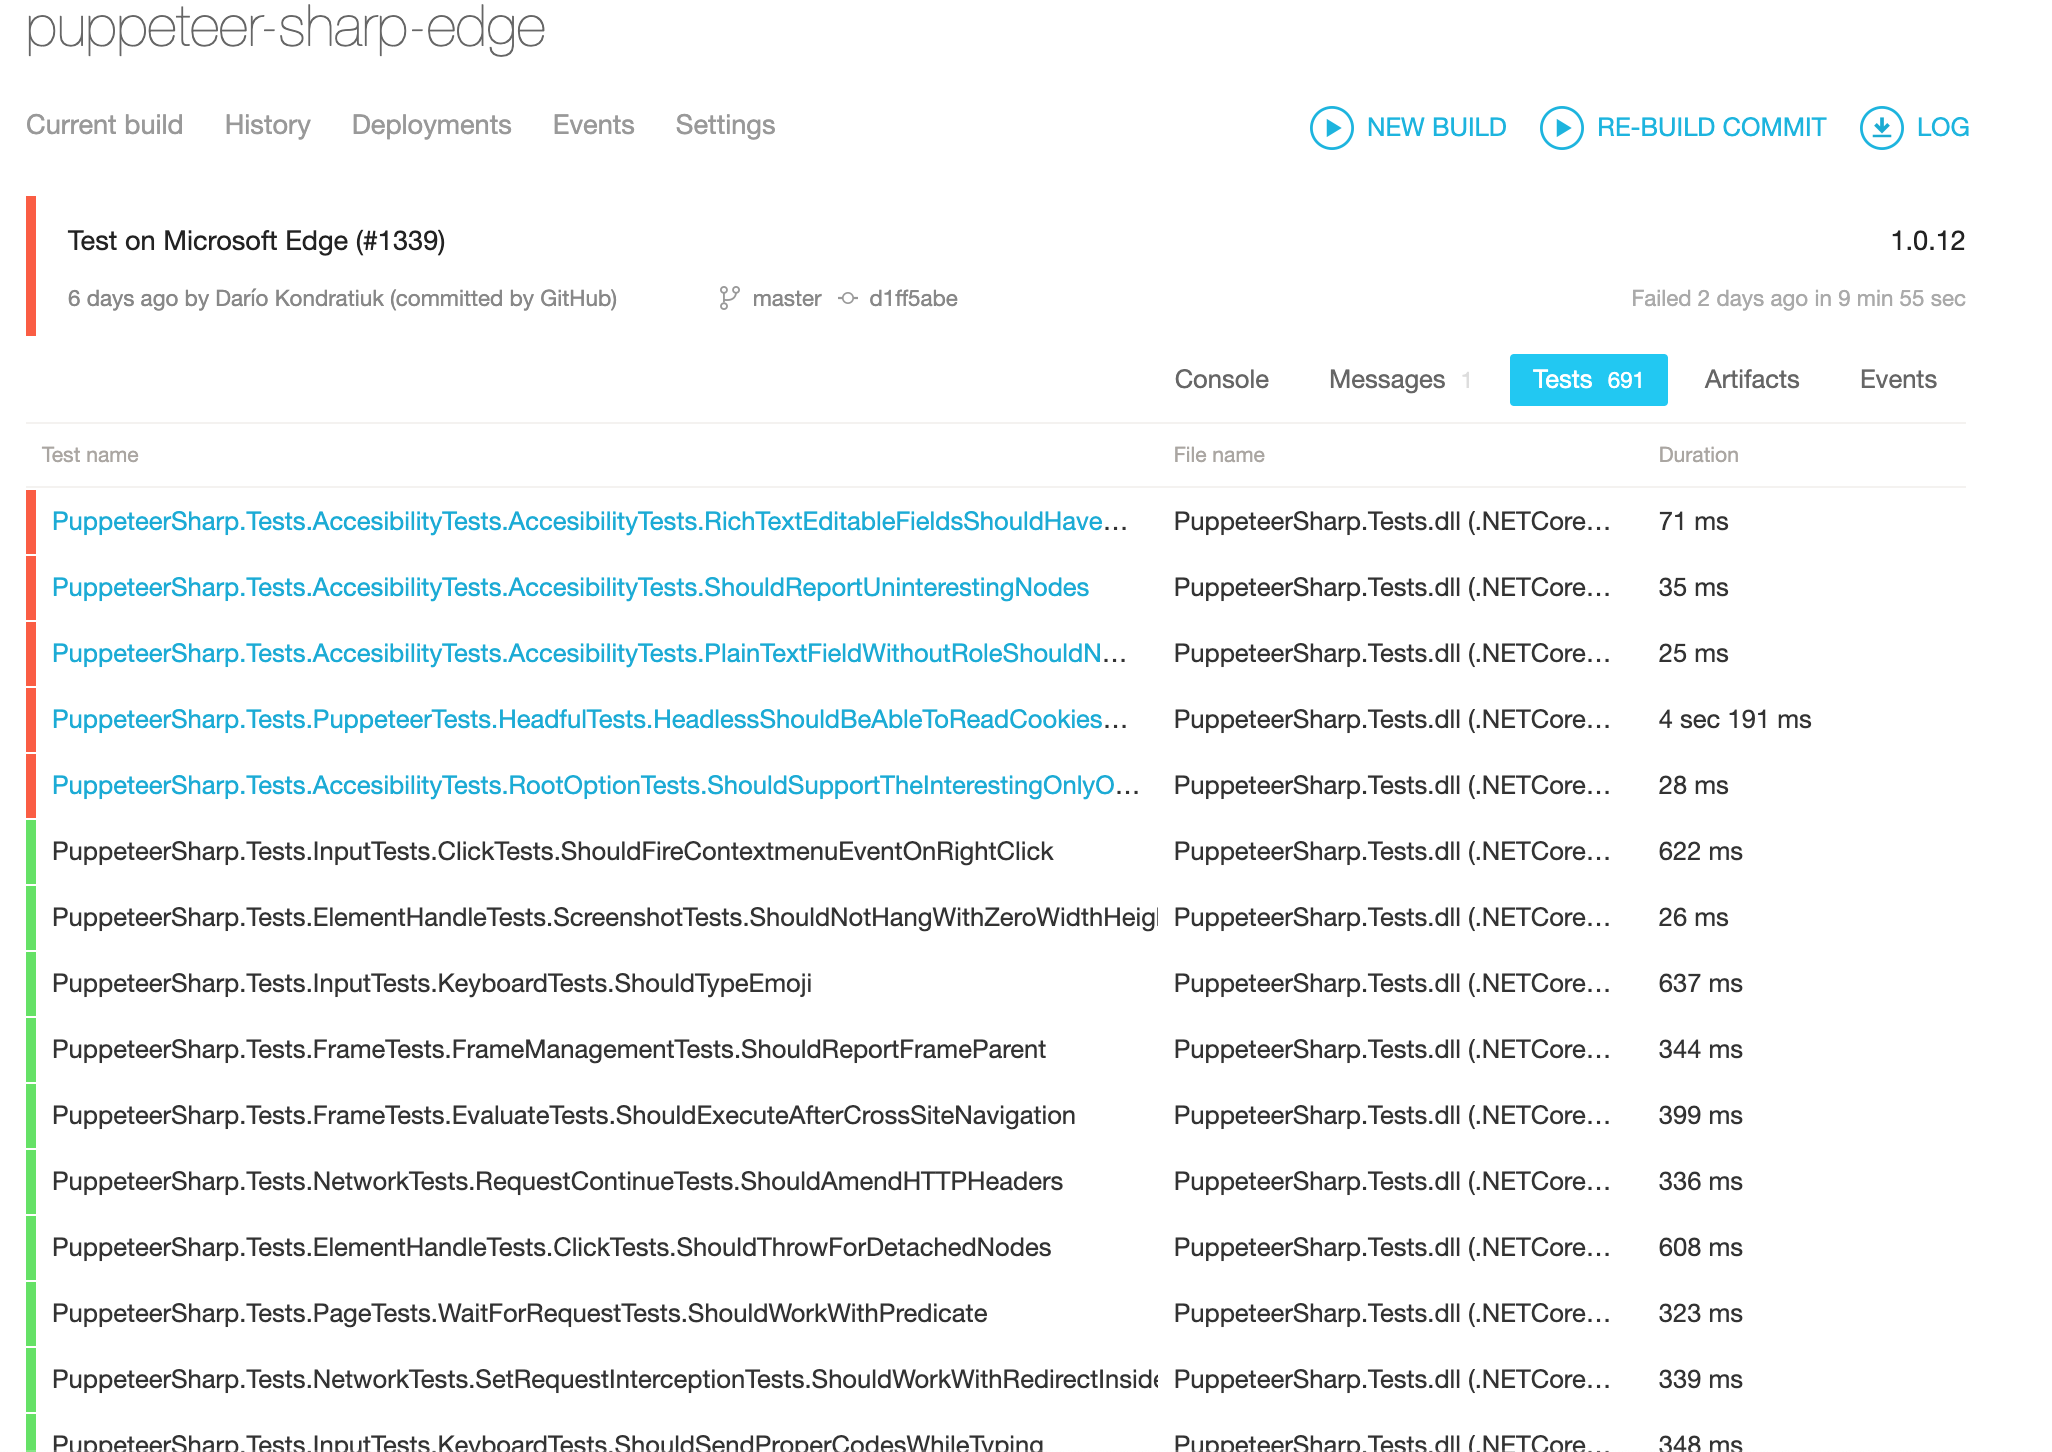 puppeteer-sharp-edge
Current build History Deployments Events Settings NEW BUILD RE-BUILD COMMIT LOG
Test on Microsoft Edge (#1339) 1.0.12
6 days ago by Darío Kondratiuk (committed by GitHub) master d1ff5abe Failed 2 days ago in 9 min 55 sec
Console Messages 1 Tests 691 Artifacts Events
Test name File name Duration
PuppeteerSharp.Tests.AccesibilityTests.AccesibilityTests.RichTextEditableFieldsShouldHave... PuppeteerSharp.Tests.dll (.NETCore... 71 ms
PuppeteerSharp.Tests.AccesibilityTests.AccesibilityTests.ShouldReportUninterestingNodes PuppeteerSharp.Tests.dll (.NETCore... 35 ms
PuppeteerSharp.Tests.AccesibilityTests.AccesibilityTests.PlainTextFieldWithoutRoleShouldN... PuppeteerSharp.Tests.dll (.NETCore... 25 ms
PuppeteerSharp.Tests.PuppeteerTests.HeadfulTests.HeadlessShouldBeAbleToReadCookies... PuppeteerSharp.Tests.dll (.NETCore... 4 sec 191 ms
PuppeteerSharp.Tests.AccesibilityTests.RootOptionTests.ShouldSupportTheInterestingOnlyO... PuppeteerSharp.Tests.dll (.NETCore... 28 ms
PuppeteerSharp.Tests.InputTests.ClickTests.ShouldFireContextmenuEventOnRightClick PuppeteerSharp.Tests.dll (.NETCore... 622 ms
PuppeteerSharp.Tests.ElementHandleTests.ScreenshotTests.ShouldNotHangWithZeroWidthHeigh PuppeteerSharp.Tests.dll (.NETCore... 26 ms
PuppeteerSharp.Tests.InputTests.KeyboardTests.ShouldTypeEmoji PuppeteerSharp.Tests.dll (.NETCore... 637 ms
PuppeteerSharp.Tests.FrameTests.FrameManagementTests.ShouldReportFrameParent PuppeteerSharp.Tests.dll (.NETCore... 344 ms
PuppeteerSharp.Tests.FrameTests.EvaluateTests.ShouldExecuteAfterCrossSiteNavigation PuppeteerSharp.Tests.dll (.NETCore... 399 ms
PuppeteerSharp.Tests.NetworkTests.RequestContinueTests.ShouldAmendHTTPHeaders PuppeteerSharp.Tests.dll (.NETCore... 336 ms
PuppeteerSharp.Tests.ElementHandleTests.ClickTests.ShouldThrowForDetachedNodes PuppeteerSharp.Tests.dll (.NETCore... 608 ms
PuppeteerSharp.Tests.PageTests.WaitForRequestTests.ShouldWorkWithPredicate PuppeteerSharp.Tests.dll (.NETCore... 323 ms
PuppeteerSharp.Tests.NetworkTests.SetRequestInterceptionTests.ShouldWorkWithRedirectInside PuppeteerSharp.Tests.dll (.NETCore... 339 ms
PuppeteerSharp.Tests.InputTests.KeyboardTests.ShouldSendProperCodesWhileTyping PuppeteerSharp.Tests.dll (.NETCore... 348 ms